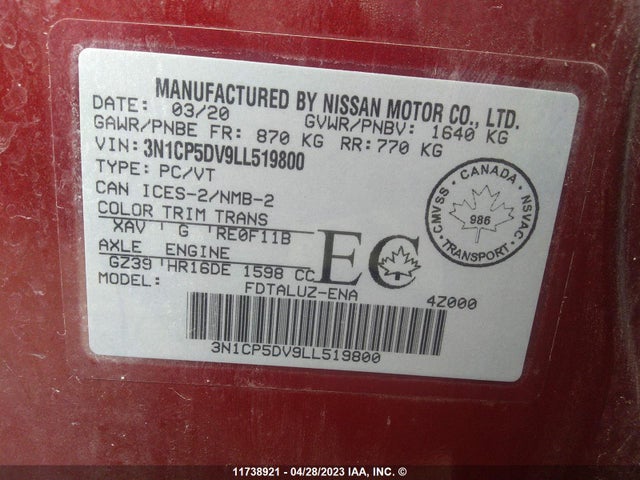 MANUFACTURED BY NISSAN MOTOR CO., LTD.
DATE: 03/20 GVWR/PNBV: 1640 KG
GAWR/PNBE FR: 870 KG RR: 770 KG
VIN: 3N1CP5DV9LL519800
TYPE: PC/VT
CAN ICES-2/NMB-2
COLOR TRIM TRANS
XAV G RE0F11B
AXLE ENGINE
GZ39 HR16DE 1598 CC
MODEL: FDTALUZ-ENA 4Z000
EC
CANADA
CMVSS NSVAC
986
TRANSPORT
3N1CP5DV9LL519800
11738921 - 04/28/2023 IAA, Inc. ©